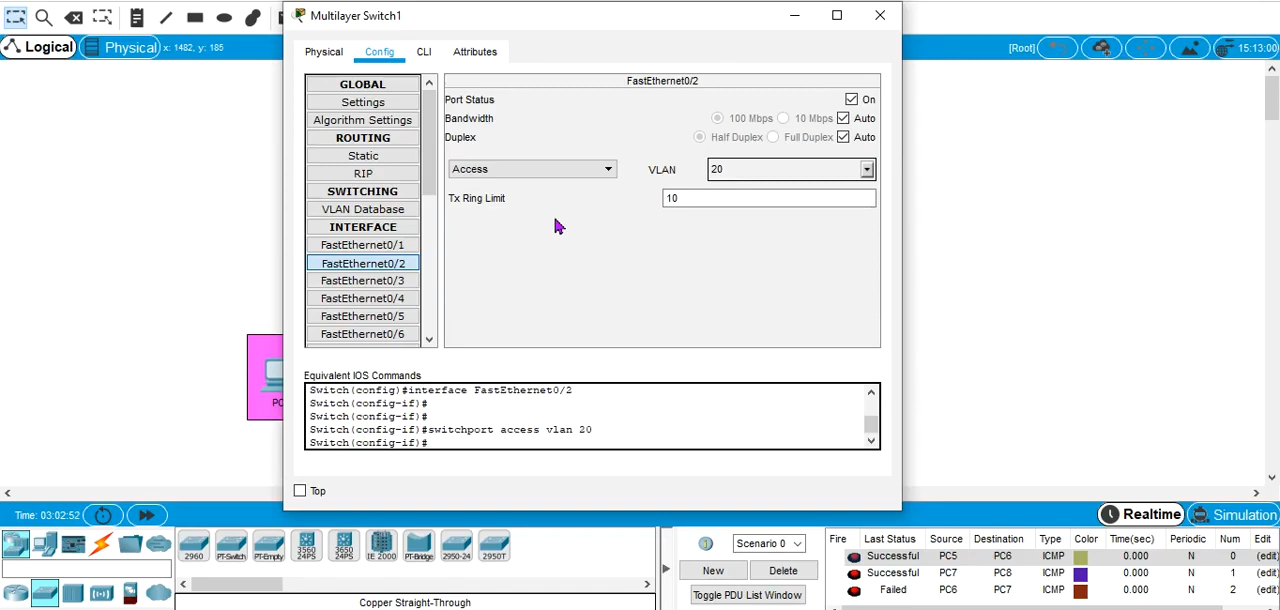 Multilayer Switch1
Logical
Physical
x: 1482, y: 185
[Root]
15:13:00
Physical
Config
CLI
Attributes
GLOBAL
Settings
Algorithm Settings
ROUTING
Static
RIP
SWITCHING
VLAN Database
INTERFACE
FastEthernet0/1
FastEthernet0/2
FastEthernet0/3
FastEthernet0/4
FastEthernet0/5
FastEthernet0/6
FastEthernet0/2
Port Status
On
Bandwidth
100 Mbps
10 Mbps
Auto
Duplex
Half Duplex
Full Duplex
Auto
Access
VLAN
20
Tx Ring Limit
10
PC
Equivalent IOS Commands
Switch(config)#interface FastEthernet0/2
Switch(config-if)#
Switch(config-if)#
Switch(config-if)#switchport access vlan 20
Switch(config-if)#
Top
Time: 03:02:52
Realtime
Simulation
2960
PT-Switch
PT-Empty
3560
24PS
3650
24PS
IE 2000
PT-Bridge
2950-24
2950T
Copper Straight-Through
Scenario 0
New
Delete
Toggle PDU List Window
Fire Last Status Source Destination Type Color Time(sec) Periodic Num Edit
Successful PC5 PC6 ICMP 0.000 N 0 (edit
Successful PC7 PC8 ICMP 0.000 N 1 (edit
Failed PC6 PC7 ICMP 0.000 N 2 (edit